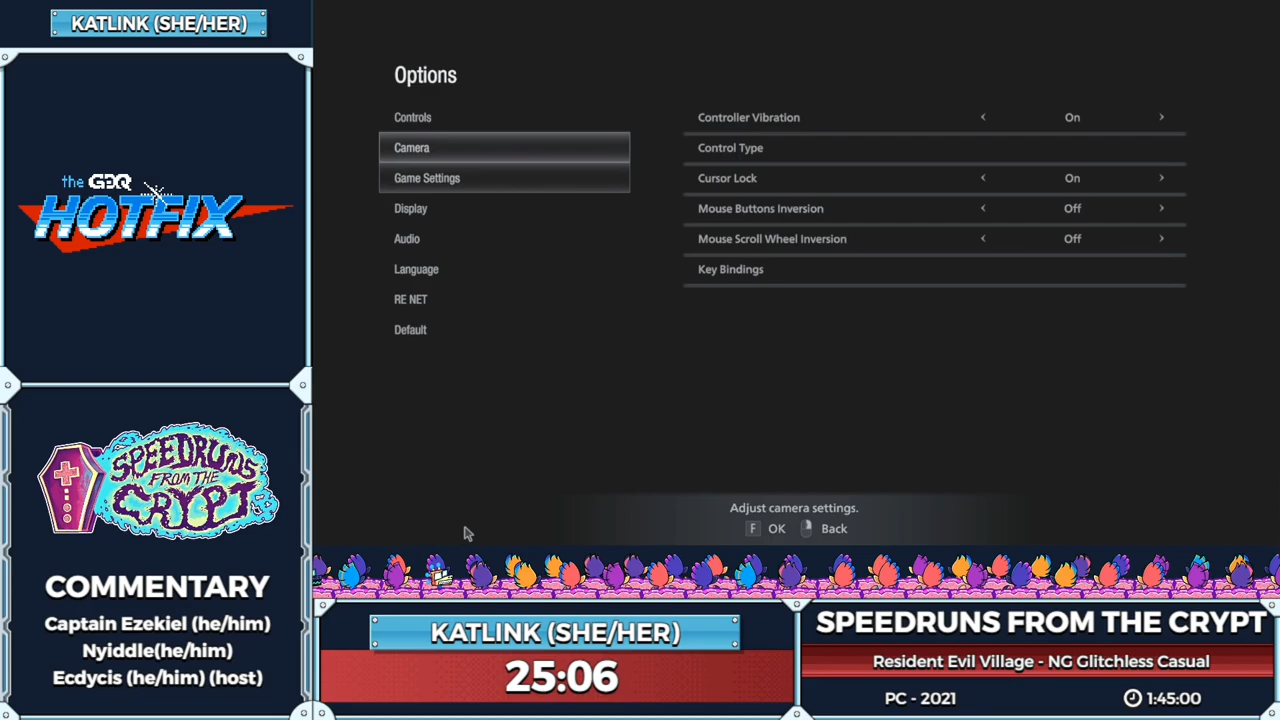 KATLINK (SHE/HER)
the GDQ
HOTFIX
SPEEDRUNS
FROM THE
CRYPT
COMMENTARY
Captain Ezekiel (he/him)
Nyiddle(he/him)
Ecdycis (he/him) (host)
Options
Controls
Camera
Game Settings
Display
Audio
Language
RE NET
Default
Controller Vibration < On >
Control Type
Cursor Lock < On >
Mouse Buttons Inversion < Off >
Mouse Scroll Wheel Inversion < Off >
Key Bindings
Adjust camera settings.
F OK Back
KATLINK (SHE/HER)
25:06
SPEEDRUNS FROM THE CRYPT
Resident Evil Village - NG Glitchless Casual
PC - 2021 1:45:00